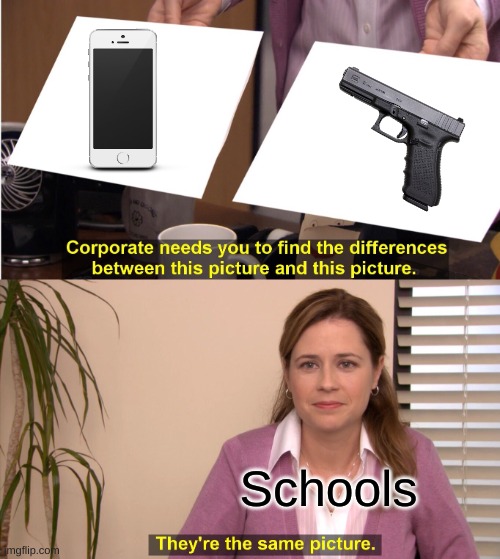 Corporate needs you to find the differences
between this picture and this picture.
Schools
They're the same picture.
imgflip.com